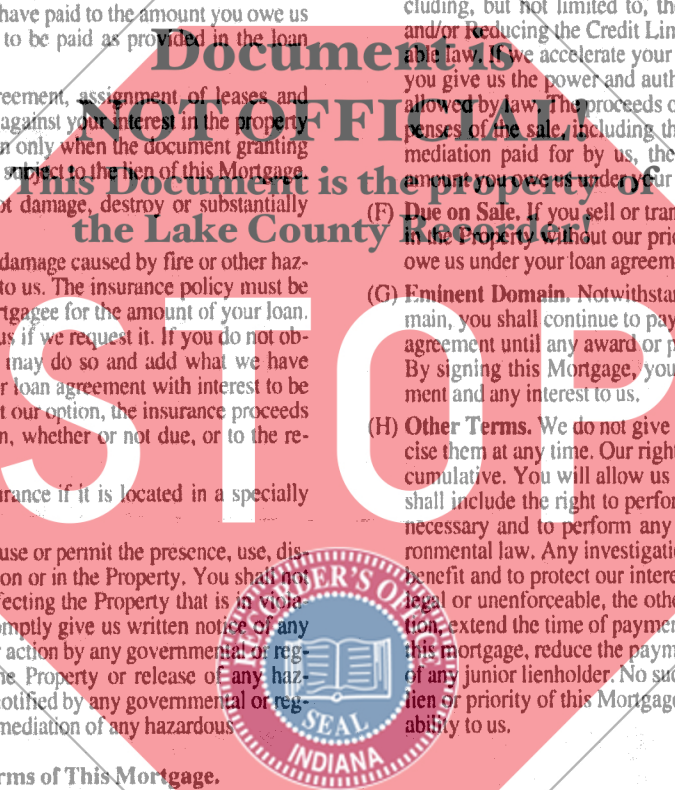 Document is
NOT OFFICIAL!
This Document is the property of
the Lake County Recorder!
STOP
have paid to the amount you owe us
to be paid as provided in the loan
reement, assignment of leases and
against your interest in the property
n only when the document granting
subject to the lien of this Mortgage.
ot damage, destroy or substantially
damage caused by fire or other haz-
to us. The insurance policy must be
rtgagee for the amount of your loan.
us if we request it. If you do not ob-
may do so and add what we have
r loan agreement with interest to be
t our option, the insurance proceeds
n, whether or not due, or to the re-
urance if it is located in a specially
use or permit the presence, use, dis-
on or in the Property. You shall not
fecting the Property that is in viola-
omptly give us written notice of any
r action by any governmental or reg-
he Property or release of any haz-
notified by any governmental or reg-
mediation of any hazardous
rms of This Mortgage.
cluding, but not limited to, the
and/or Reducing the Credit Lim
able law. If we accelerate your
you give us the power and auth
allowed by law. The proceeds o
penses of the sale, including th
mediation paid for by us, the
amount you owe us under your
(F) Due on Sale. If you sell or tran
in the Property without our prio
owe us under your loan agreem
(G) Eminent Domain. Notwithstan
main, you shall continue to pay
agreement until any award or p
By signing this Mortgage, you
ment and any interest to us.
(H) Other Terms. We do not give
cise them at any time. Our right
cumulative. You will allow us
shall include the right to perfor
necessary and to perform any
ronmental law. Any investigati
benefit and to protect our intere
legal or unenforceable, the othe
tion, extend the time of paymen
this mortgage, reduce the paym
of any junior lienholder. No suc
lien or priority of this Mortgage
ability to us.
RECORDER'S OFFICE
SEAL
INDIANA